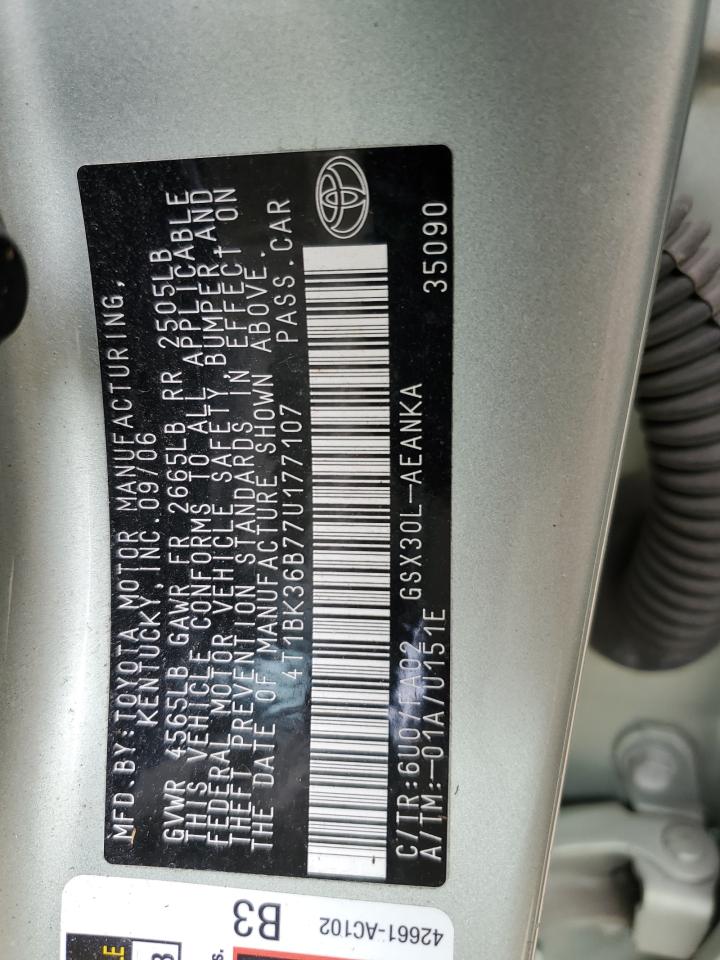 MFD.BY:TOYOTA MOTOR MANUFACTURING,
KENTUCKY,INC.09/06
GVWR 4565LB GAWR FR 2665LB RR 2505LB
THIS VEHICLE CONFORMS TO ALL APPLICABLE
FEDERAL MOTOR VEHICLE SAFETY,BUMPER,AND
THEFT PREVENTION STANDARDS IN EFFECT ON
THE DATE OF MANUFACTURE SHOWN ABOVE.
4T1BK36B77U177107 PASS.CAR
C/TR:6U07FA02 GSX30L-AEANKA
A/TM:-01A/U151E 35090
B3
42661-AC102